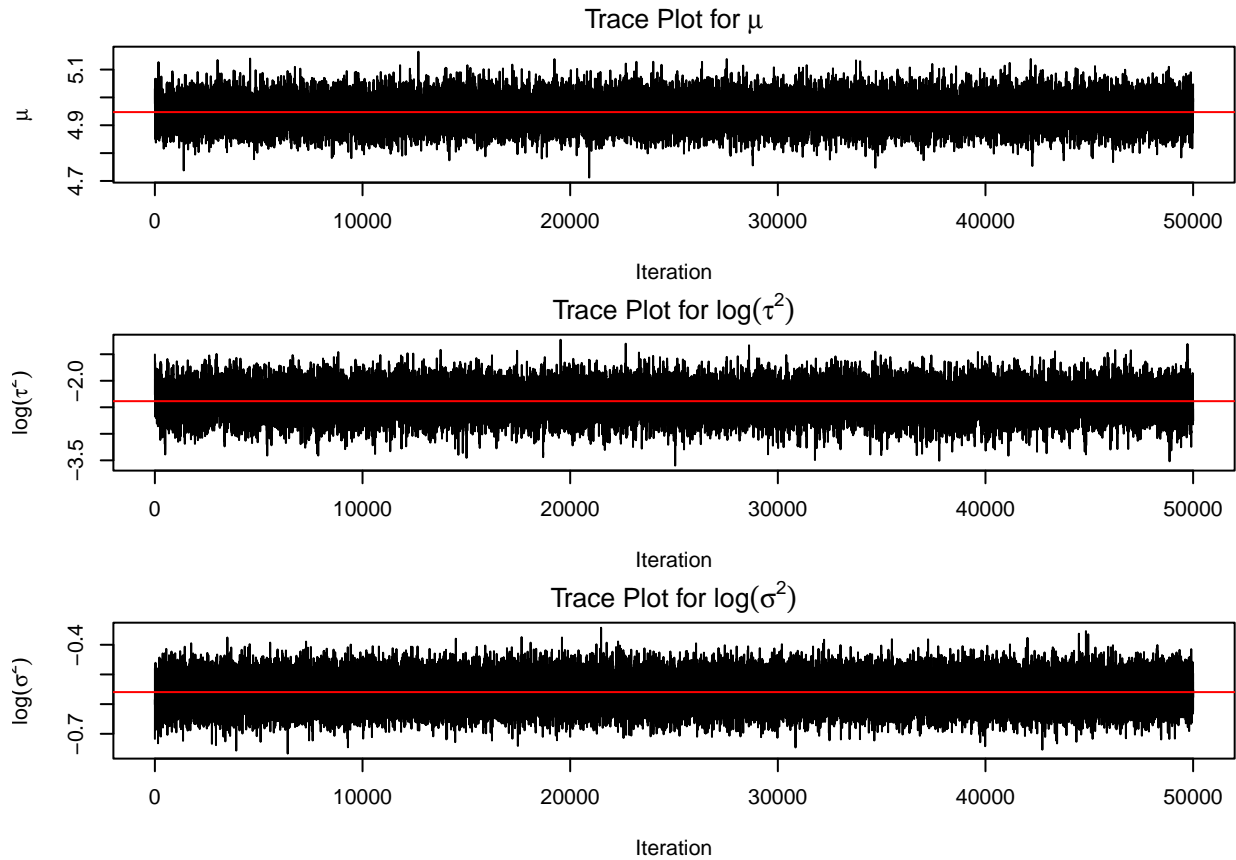 Trace Plot for μ
μ
5.1
4.9
4.7
0 10000 20000 30000 40000 50000
Iteration
Trace Plot for log(τ²)
log(τ²)
−2.0
−3.5
0 10000 20000 30000 40000 50000
Iteration
Trace Plot for log(σ²)
log(σ²)
−0.4
−0.7
0 10000 20000 30000 40000 50000
Iteration